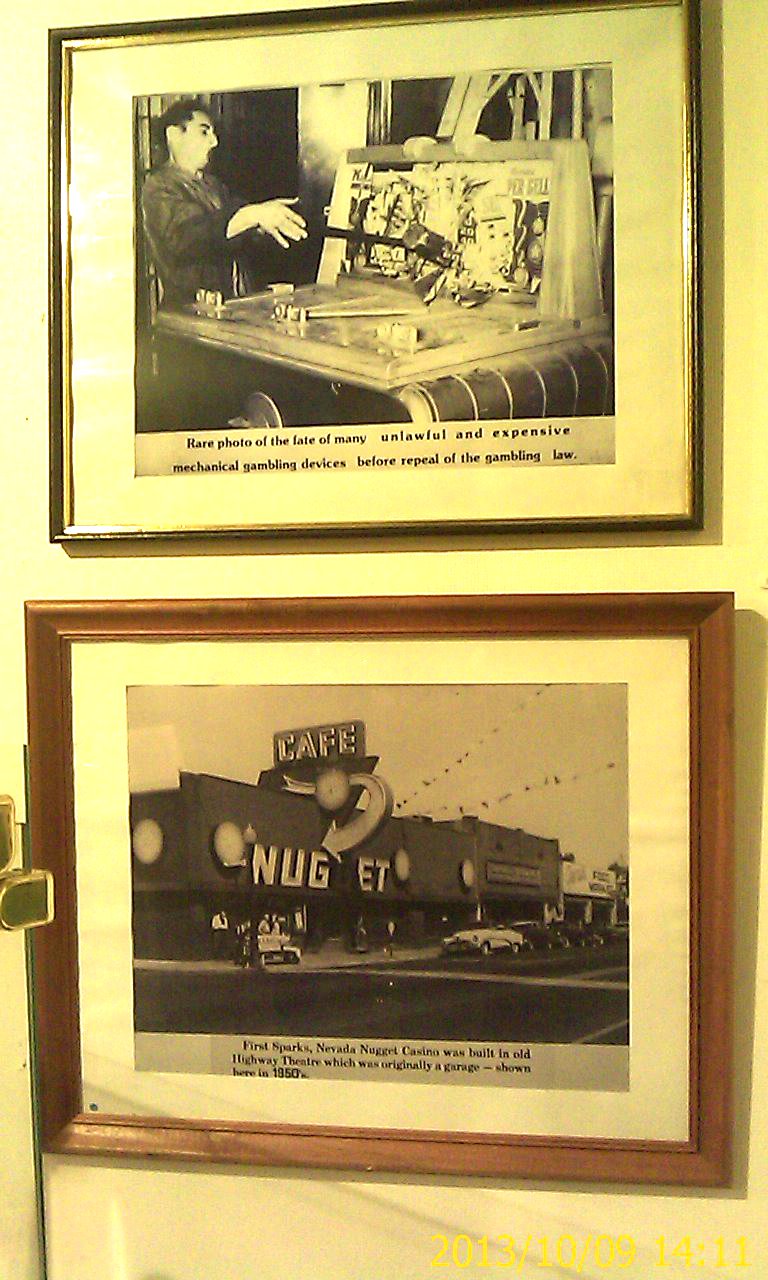 PER BELL
Rare photo of the fate of many unlawful and expensive
mechanical gambling devices before repeal of the gambling law.
CAFE
NUG ET
First Sparks, Nevada Nugget Casino was built in old
Highway Theatre which was originally a garage — shown
here in 1950's.
2013/10/09 14:11